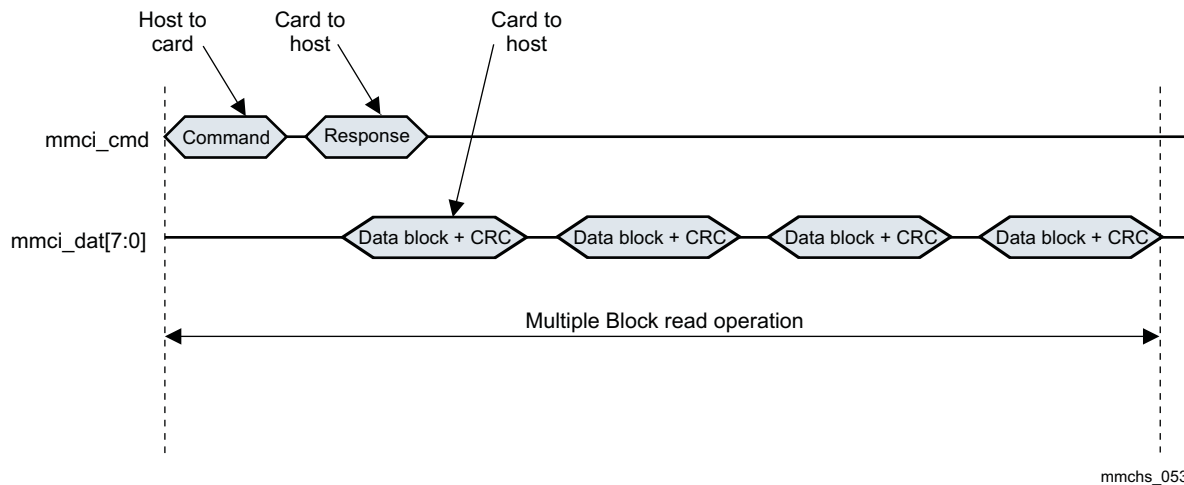 Host to
card
Card to
host
Card to
host
mmci_cmd
Command
Response
mmci_dat[7:0]
Data block + CRC
Data block + CRC
Data block + CRC
Data block + CRC
Multiple Block read operation
mmchs_053